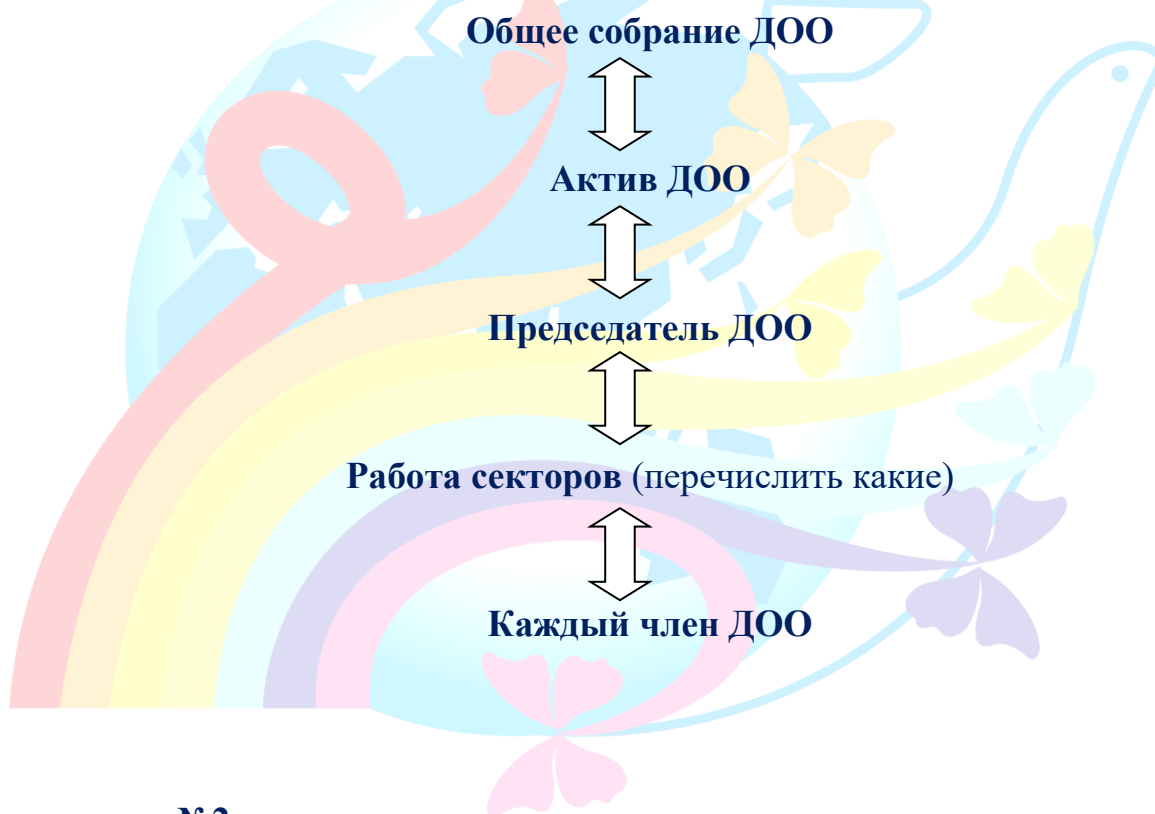 Общее собрание ДОО
Актив ДОО
Председатель ДОО
Работа секторов (перечислить какие)
Каждый член ДОО